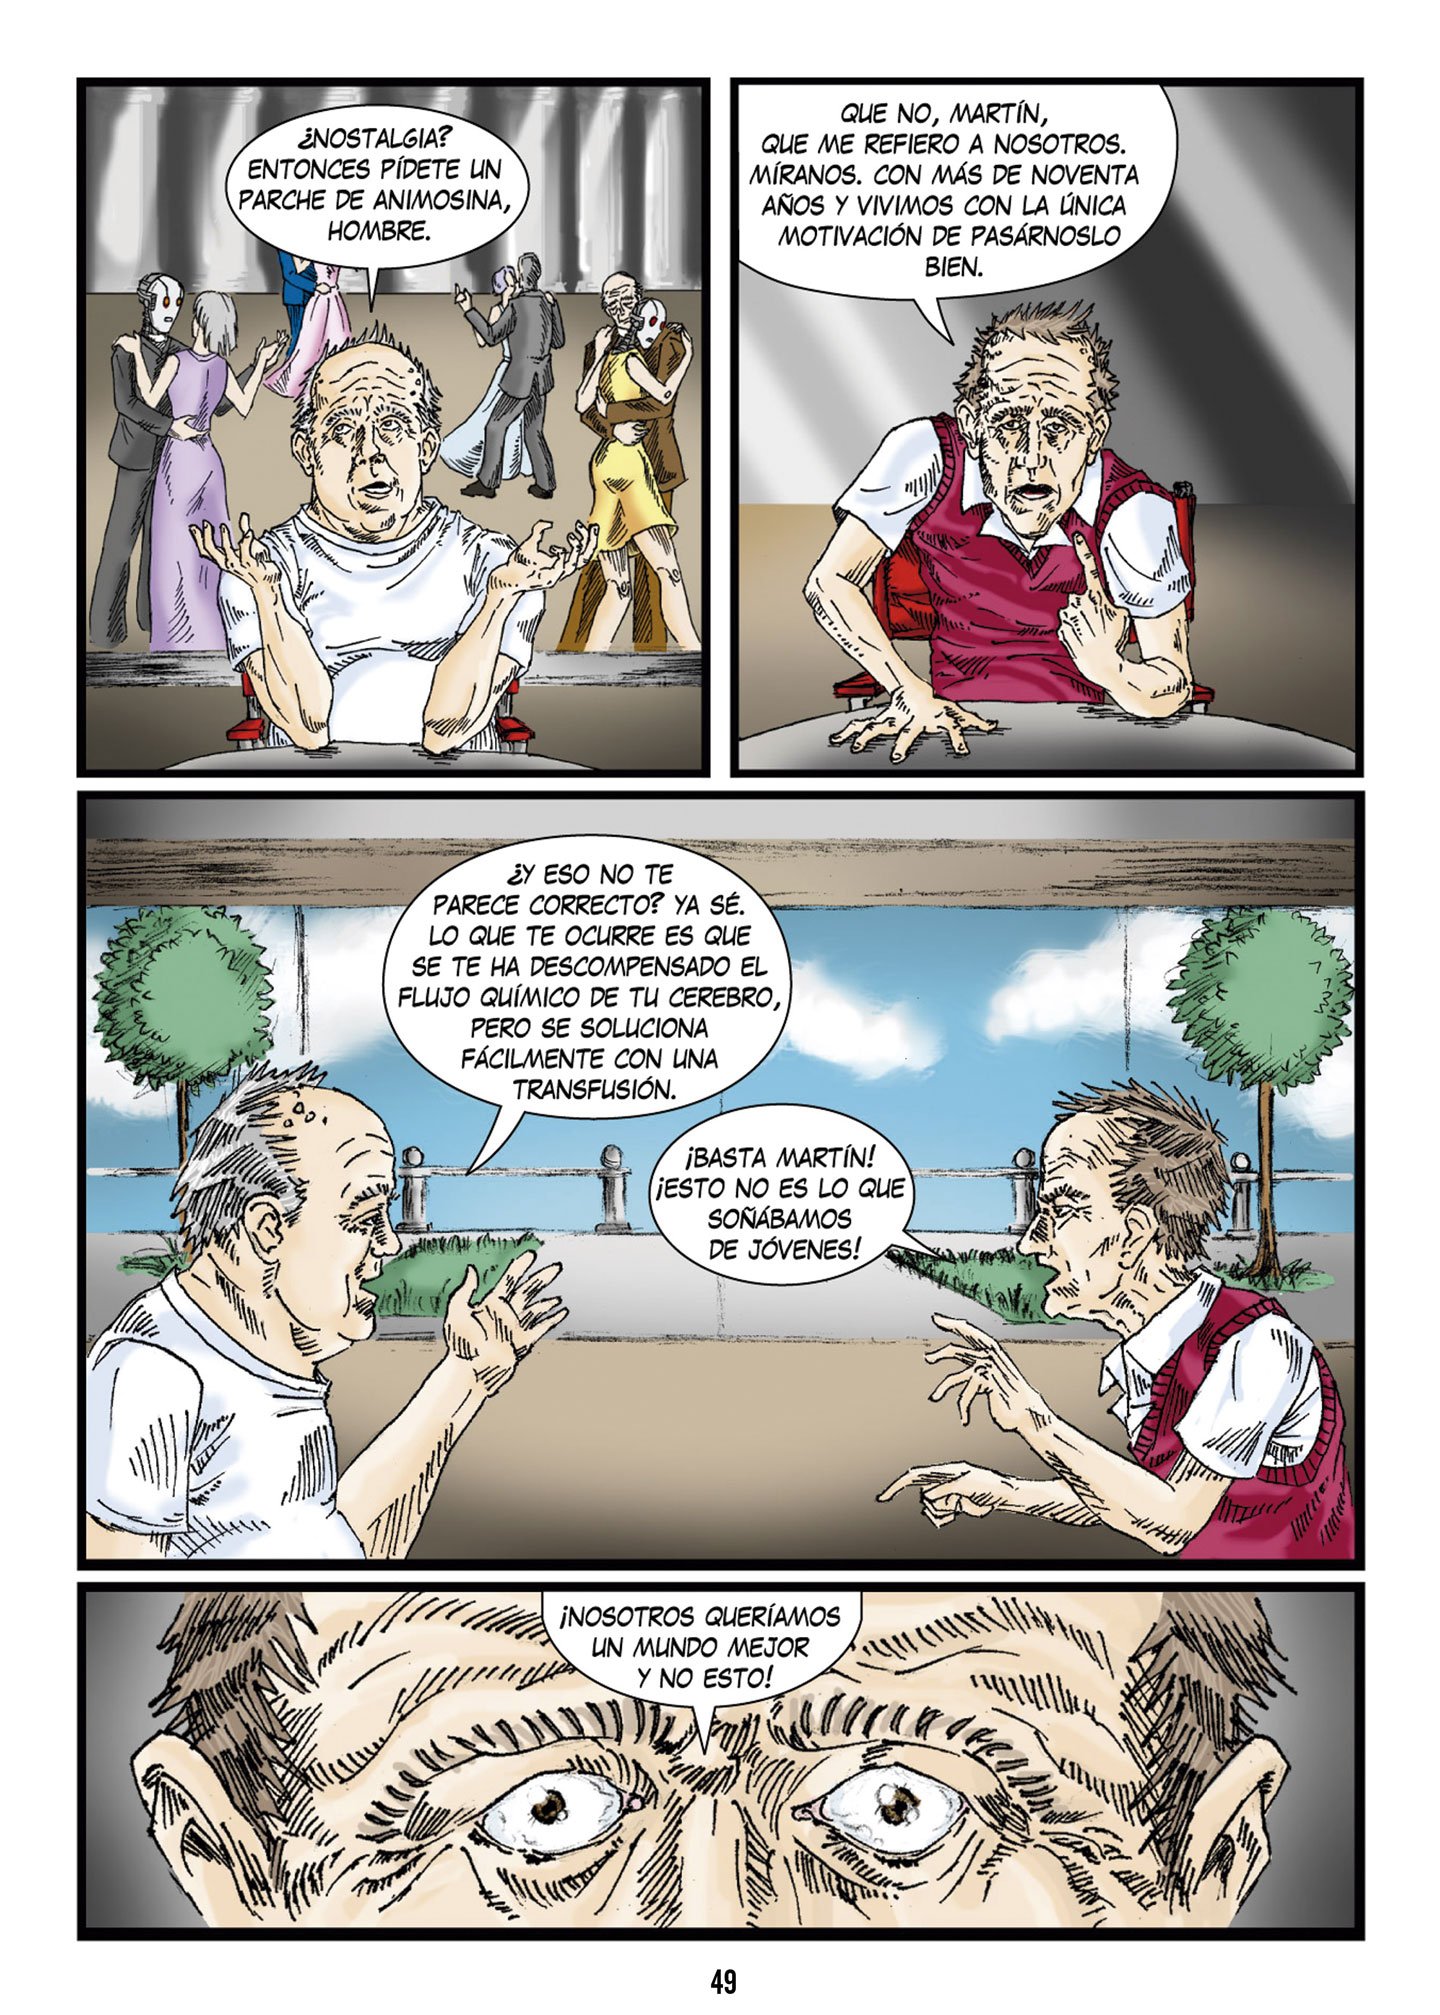 ¿NOSTALGIA?
ENTONCES PÍDETE UN
PARCHE DE ANIMOSINA,
HOMBRE.
QUE NO, MARTÍN,
QUE ME REFIERO A NOSOTROS.
MÍRANOS. CON MÁS DE NOVENTA
AÑOS Y VIVIMOS CON LA ÚNICA
MOTIVACIÓN DE PASÁRNOSLO
BIEN.
¿Y ESO NO TE
PARECE CORRECTO? YA SÉ.
LO QUE TE OCURRE ES QUE
SE TE HA DESCOMPENSADO EL
FLUJO QUÍMICO DE TU CEREBRO,
PERO SE SOLUCIONA
FÁCILMENTE CON UNA
TRANSFUSIÓN.
¡BASTA MARTÍN!
¡ESTO NO ES LO QUE
SOÑÁBAMOS
DE JÓVENES!
¡NOSOTROS QUERÍAMOS
UN MUNDO MEJOR
Y NO ESTO!
49